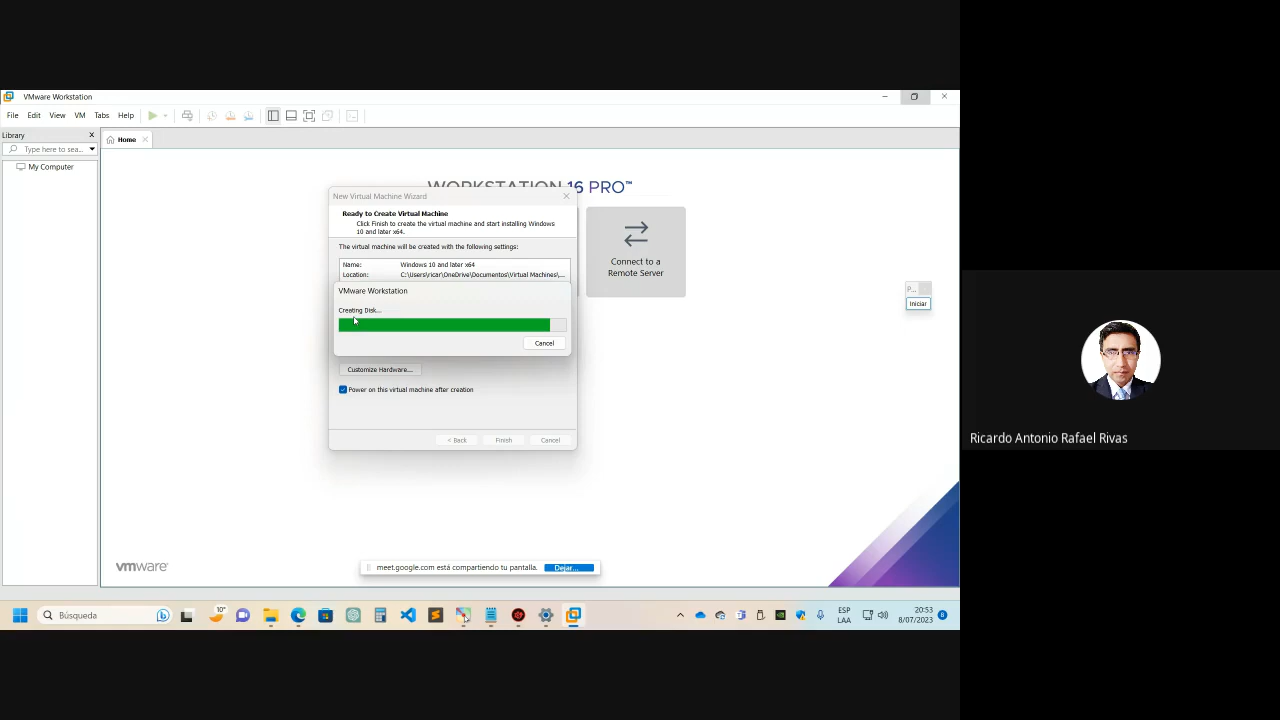 VMware Workstation
File Edit View VM Tabs Help
Library
Type here to sea...
My Computer
Home
WORKSTATION 16 PRO™
New Virtual Machine Wizard
Ready to Create Virtual Machine
Click Finish to create the virtual machine and start installing Windows
10 and later x64.
The virtual machine will be created with the following settings:
Name: Windows 10 and later x64
Location: C:\Users\ricar\OneDrive\Documentos\Virtual Machines\...
VMware Workstation
Creating Disk...
Cancel
Customize Hardware...
Power on this virtual machine after creation
< Back Finish Cancel
Connect to a
Remote Server
P...
Iniciar
vmware
meet.google.com está compartiendo tu pantalla. Dejar...
Búsqueda
10°
ESP
LAA
20:53
8/07/2023
Ricardo Antonio Rafael Rivas